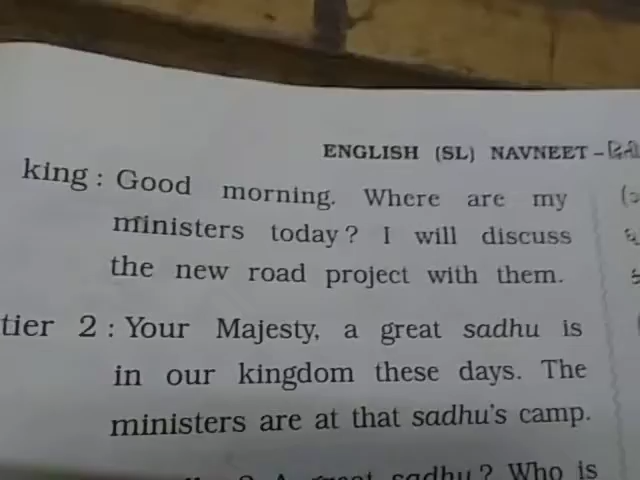 ENGLISH (SL) NAVNEET –
king : Good morning. Where are my
ministers today? I will discuss
the new road project with them.
tier 2 : Your Majesty, a great sadhu is
in our kingdom these days. The
ministers are at that sadhu's camp.
great sadhu? Who is